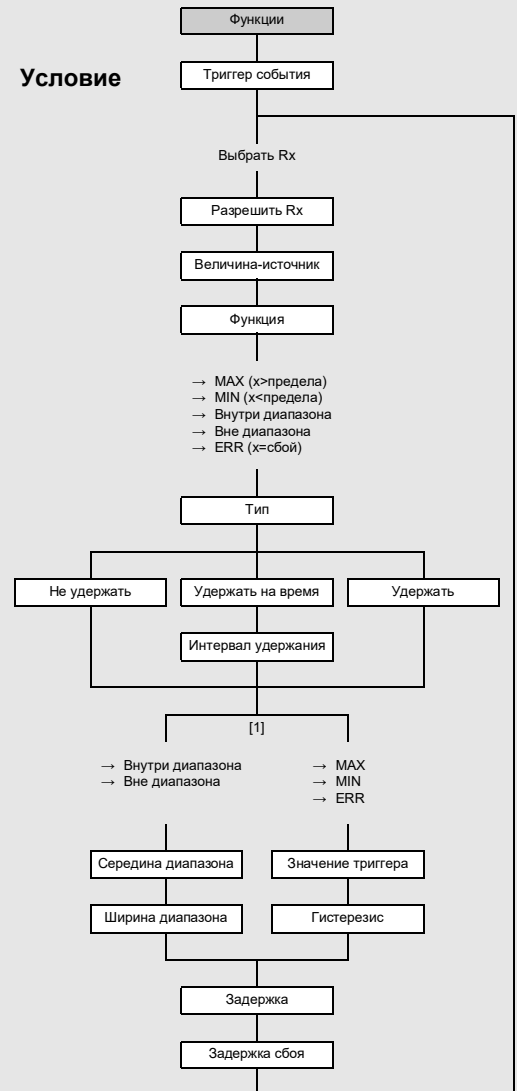 Функции
Условие
Триггер события
Выбрать Rx
Разрешить Rx
Величина-источник
Функция
→ MAX (x>предела)
→ MIN (x<предела)
→ Внутри диапазона
→ Вне диапазона
→ ERR (x=сбой)
Тип
Не удержать
Удержать на время
Удержать
Интервал удержания
[1]
→ Внутри диапазона
→ Вне диапазона
→ MAX
→ MIN
→ ERR
Середина диапазона
Значение триггера
Ширина диапазона
Гистерезис
Задержка
Задержка сбоя